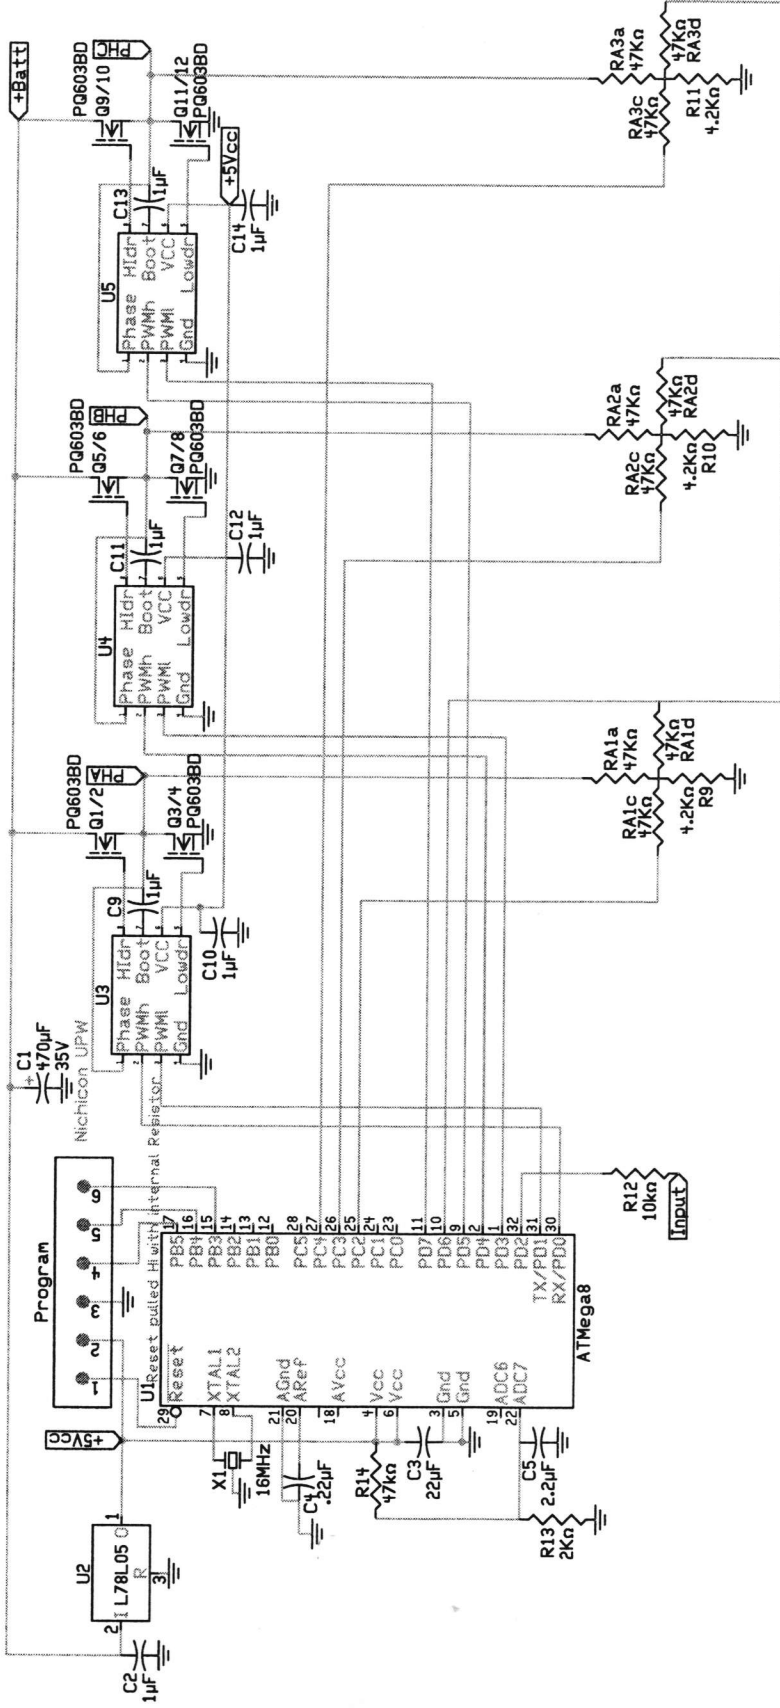 +Batt
C1
470µF
35V
Nichicon UPW
Program
1
2
3
4
5
6
+5Vcc
U2
L78L05
I
O
R
2
1
3
C2
1µF
U1
Reset pulled Hi with internal Resistor
ATMega8
29
Reset
7
XTAL1
8
XTAL2
21
AGnd
20
ARef
18
AVcc
4
Vcc
6
Vcc
3
Gnd
5
Gnd
19
ADC6
22
ADC7
PB5
17
PB4
16
PB3
15
PB2
14
PB1
13
PB0
12
PC5
28
PC4
27
PC3
26
PC2
25
PC1
24
PC0
23
PD7
11
PD6
10
PD5
9
PD4
2
PD3
1
PD2
32
TX/PD1
31
RX/PD0
30
X1
16MHz
C4
.22µF
R14
47kΩ
C3
22µF
C5
2.2µF
R13
2KΩ
R12
10kΩ
Input
U3
Phase HIdr
PWMh Boot
PWMl VCC
Gnd Lowdr
C9
1µF
C10
1µF
PQ603BD
Q1/2
PHA
Q3/4
PQ603BD
U4
Phase HIdr
PWMh Boot
PWMl VCC
Gnd Lowdr
C11
1µF
C12
1µF
PQ603BD
Q5/6
PHB
Q7/8
PQ603BD
U5
Phase HIdr
PWMh Boot
PWMl VCC
Gnd Lowdr
C13
1µF
C14
1µF
+5Vcc
PQ603BD
Q9/10
PHC
Q11/12
PQ603BD
RA1a
47KΩ
RA1c
47KΩ
47KΩ
RA1d
4.2KΩ
R9
RA2a
47KΩ
RA2c
47KΩ
47KΩ
RA2d
4.2KΩ
R10
RA3a
47KΩ
RA3c
47KΩ
47KΩ
RA3d
R11
4.2KΩ